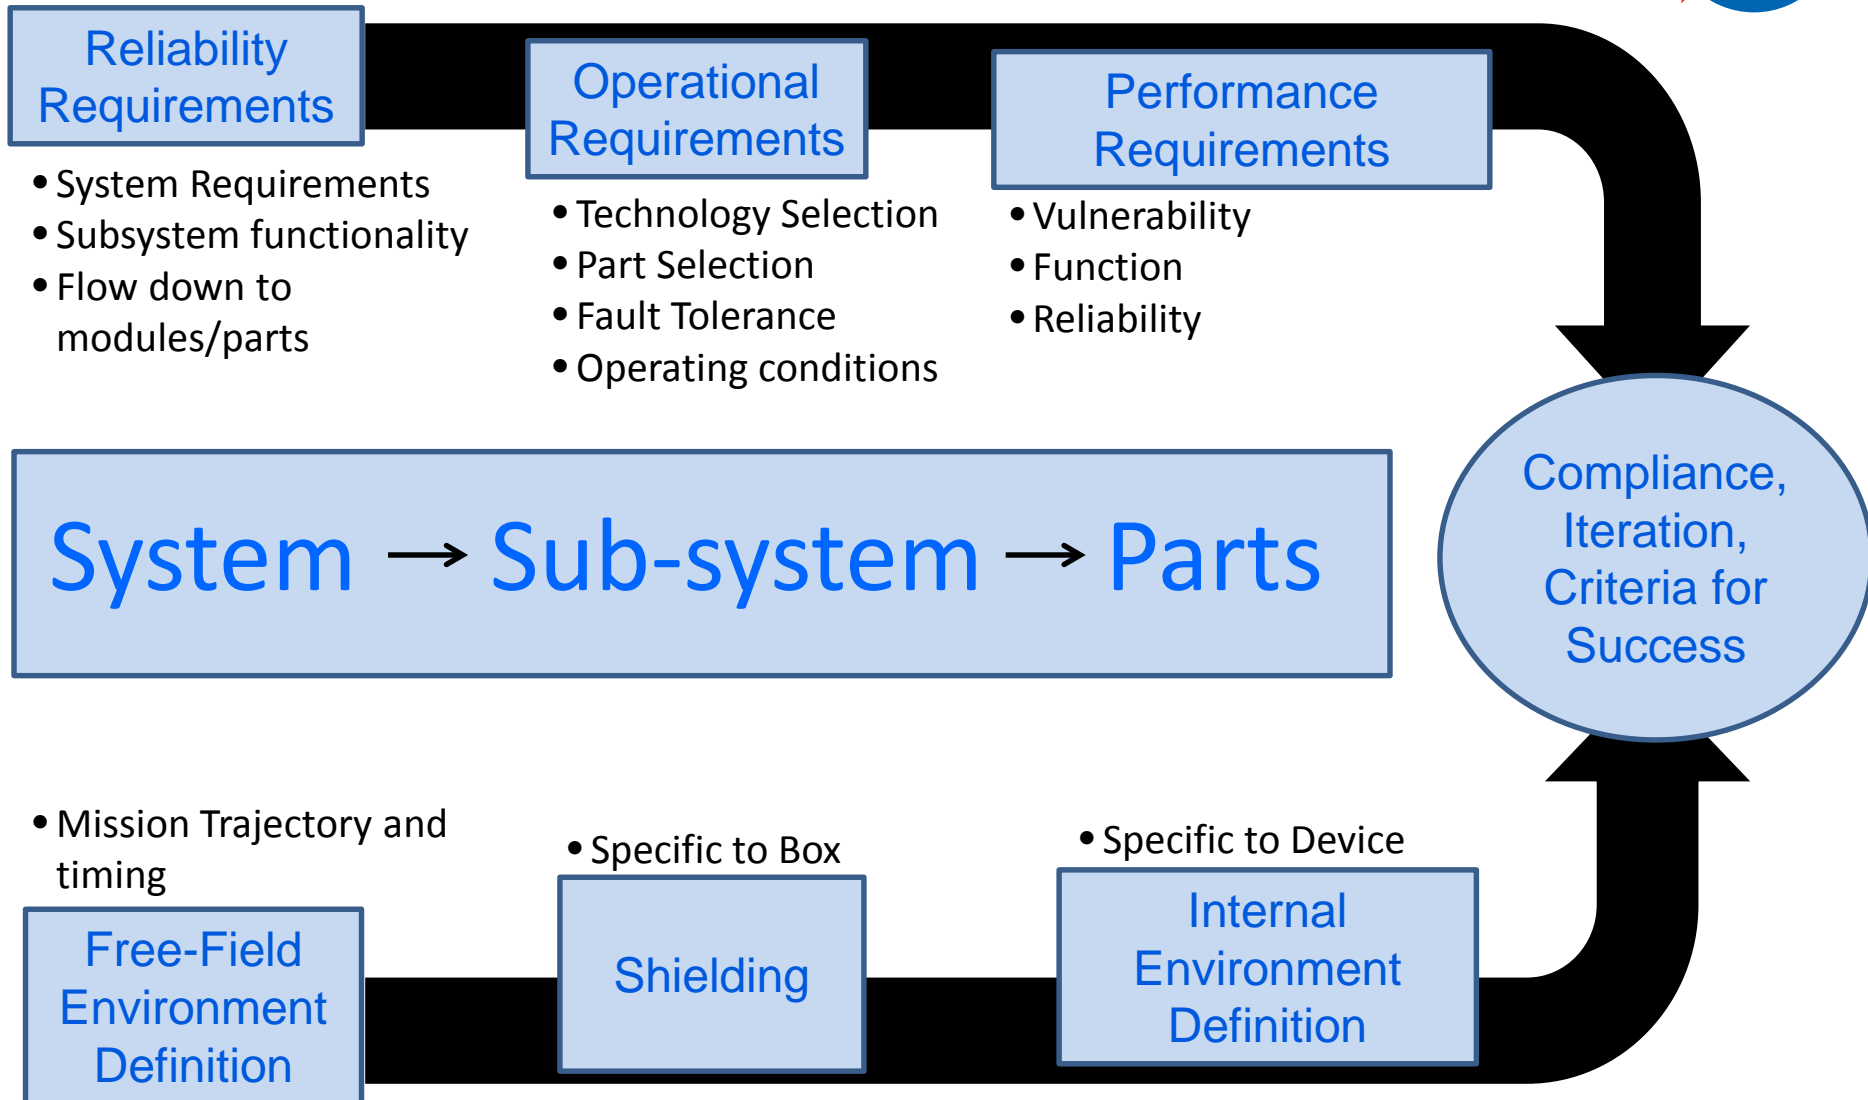 Reliability
Requirements
• System Requirements
• Subsystem functionality
• Flow down to
modules/parts
Operational
Requirements
• Technology Selection
• Part Selection
• Fault Tolerance
• Operating conditions
Performance
Requirements
• Vulnerability
• Function
• Reliability
System → Sub-system → Parts
Compliance,
Iteration,
Criteria for
Success
• Mission Trajectory and
timing
Free-Field
Environment
Definition
• Specific to Box
Shielding
• Specific to Device
Internal
Environment
Definition